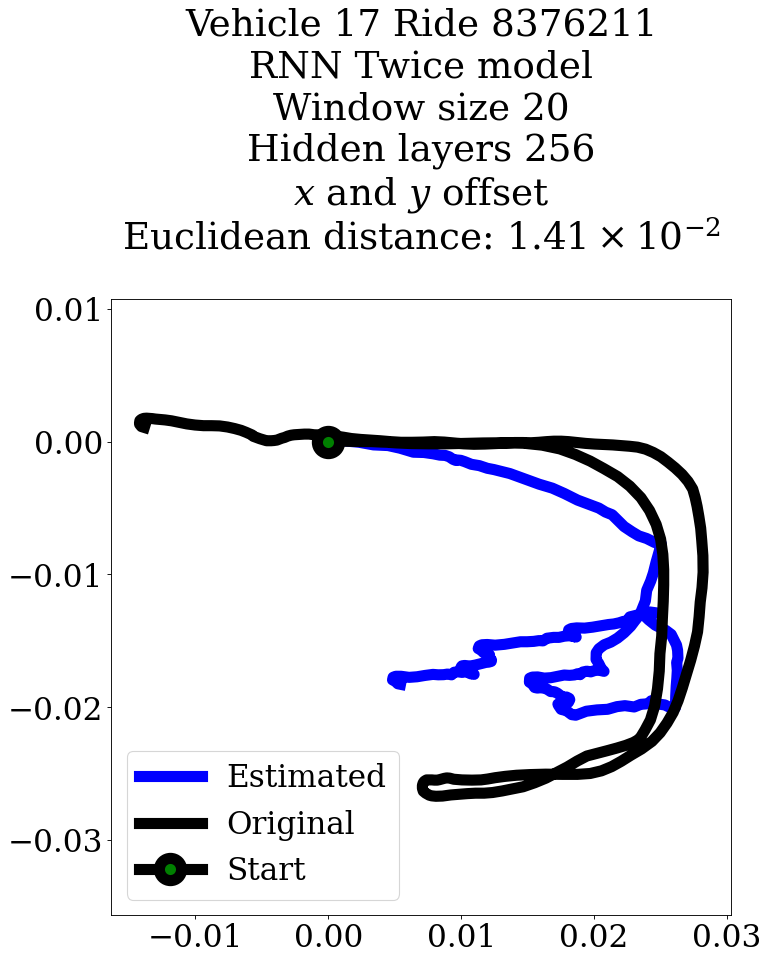 Vehicle 17 Ride 8376211
RNN Twice model
Window size 20
Hidden layers 256
x and y offset
Euclidean distance: 1.41 × 10⁻²
0.01
0.00
−0.01
−0.02
−0.03
Estimated
Original
Start
−0.01 0.00 0.01 0.02 0.03